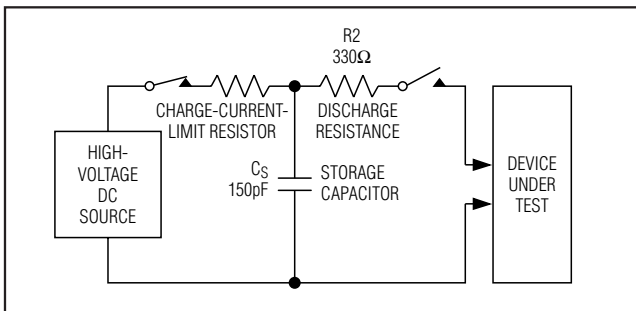 R2
330Ω
CHARGE-CURRENT-
LIMIT RESISTOR
DISCHARGE
RESISTANCE
HIGH-
VOLTAGE
DC
SOURCE
CS
150pF
STORAGE
CAPACITOR
DEVICE
UNDER
TEST